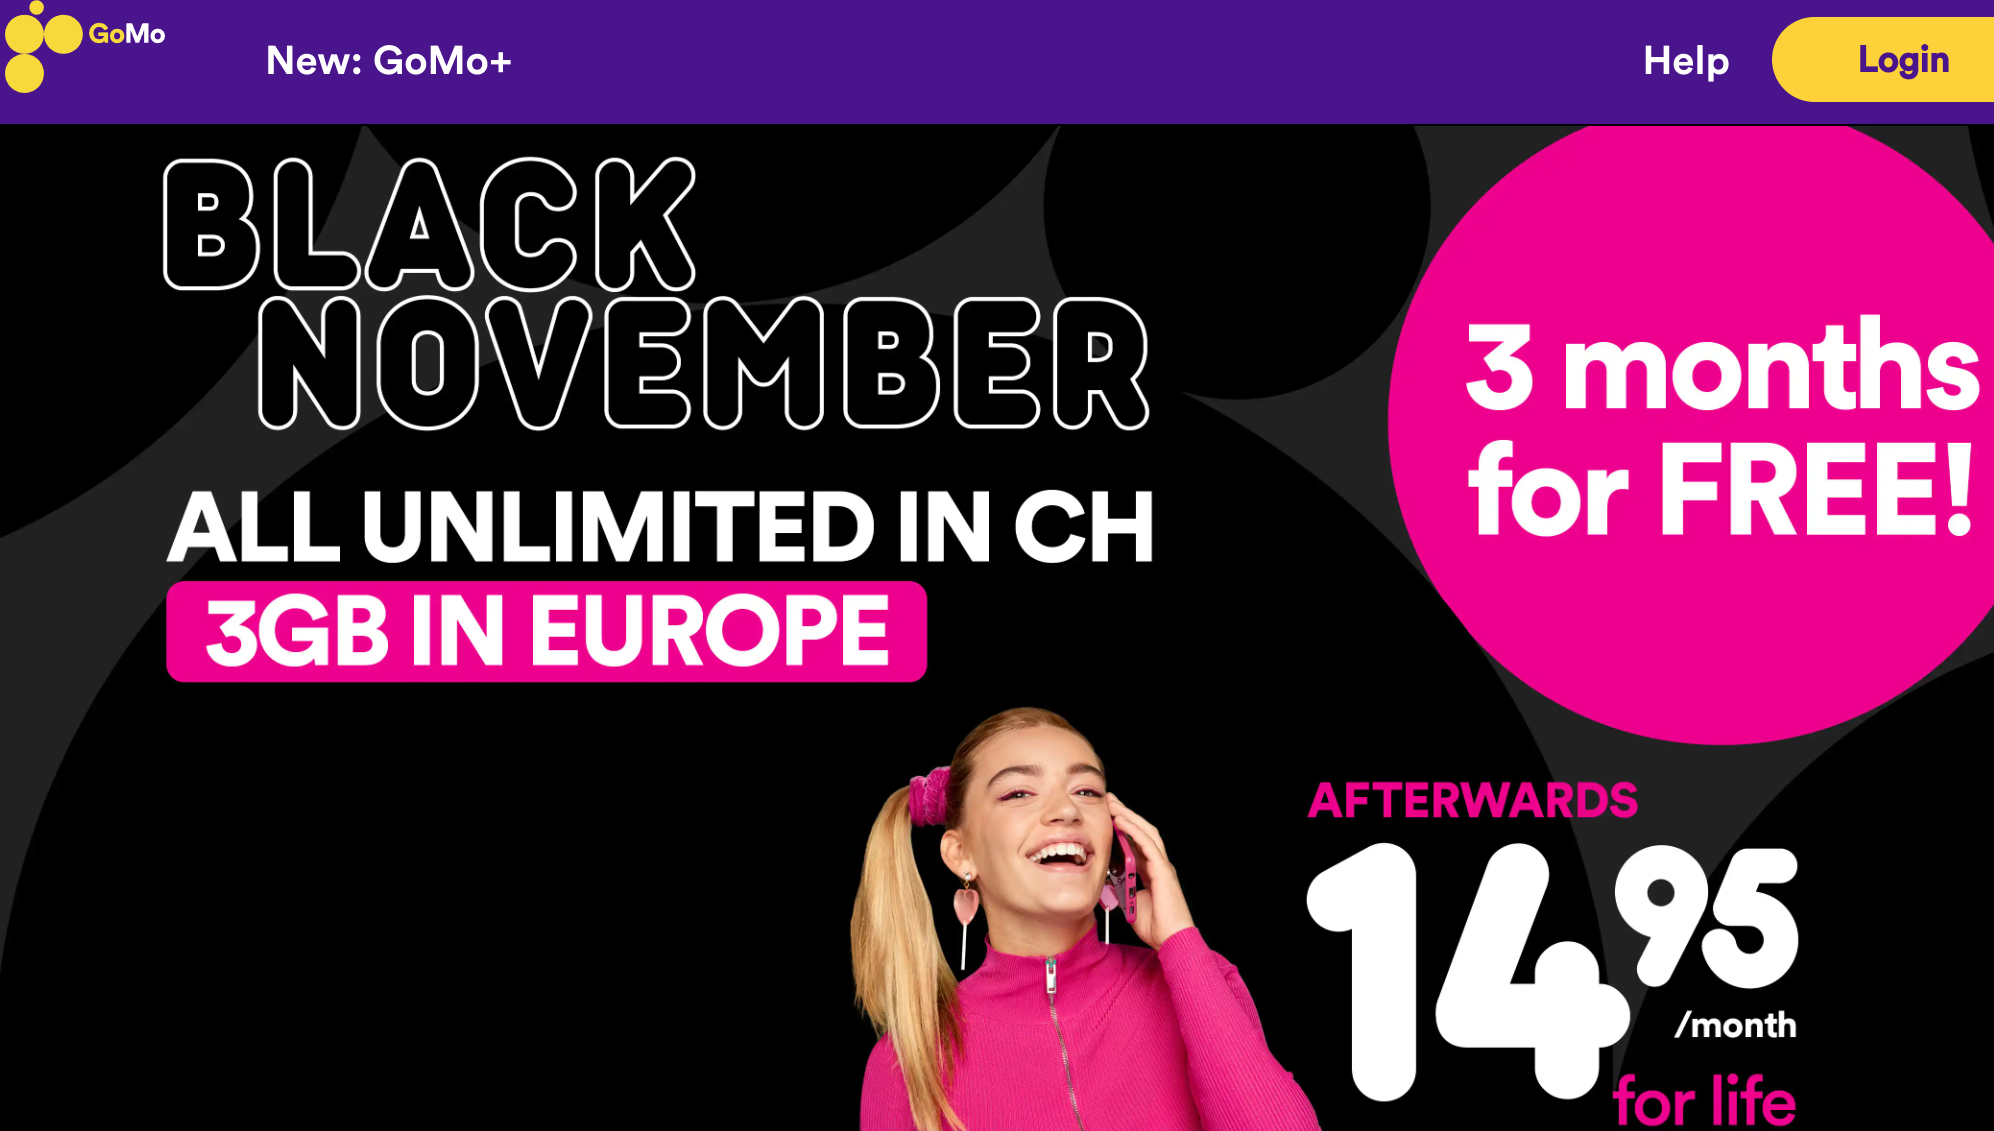 GoMo
New: GoMo+
Help
Login
BLACK
NOVEMBER
ALL UNLIMITED IN CH
3GB IN EUROPE
3 months
for FREE!
AFTERWARDS
14 95
/month
for life